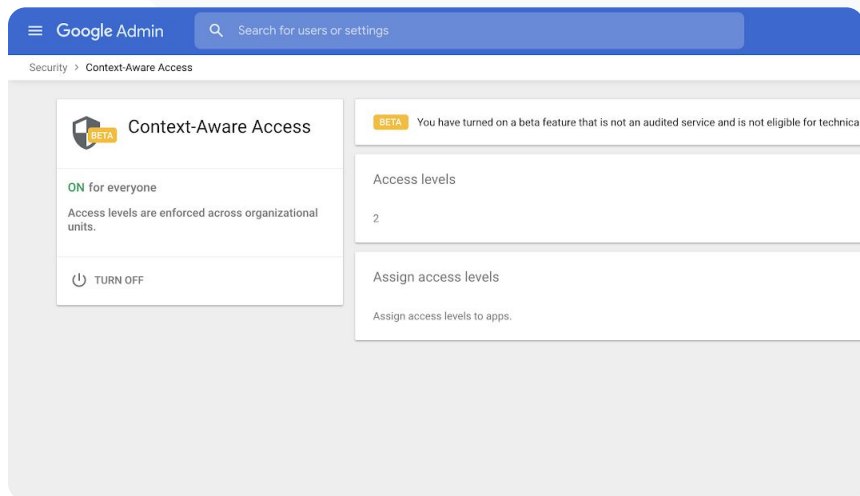 Google Admin
Search for users or settings
Security > Context-Aware Access
BETA
Context-Aware Access
ON for everyone
Access levels are enforced across organizational
units.
TURN OFF
BETA You have turned on a beta feature that is not an audited service and is not eligible for technica
Access levels
2
Assign access levels
Assign access levels to apps.